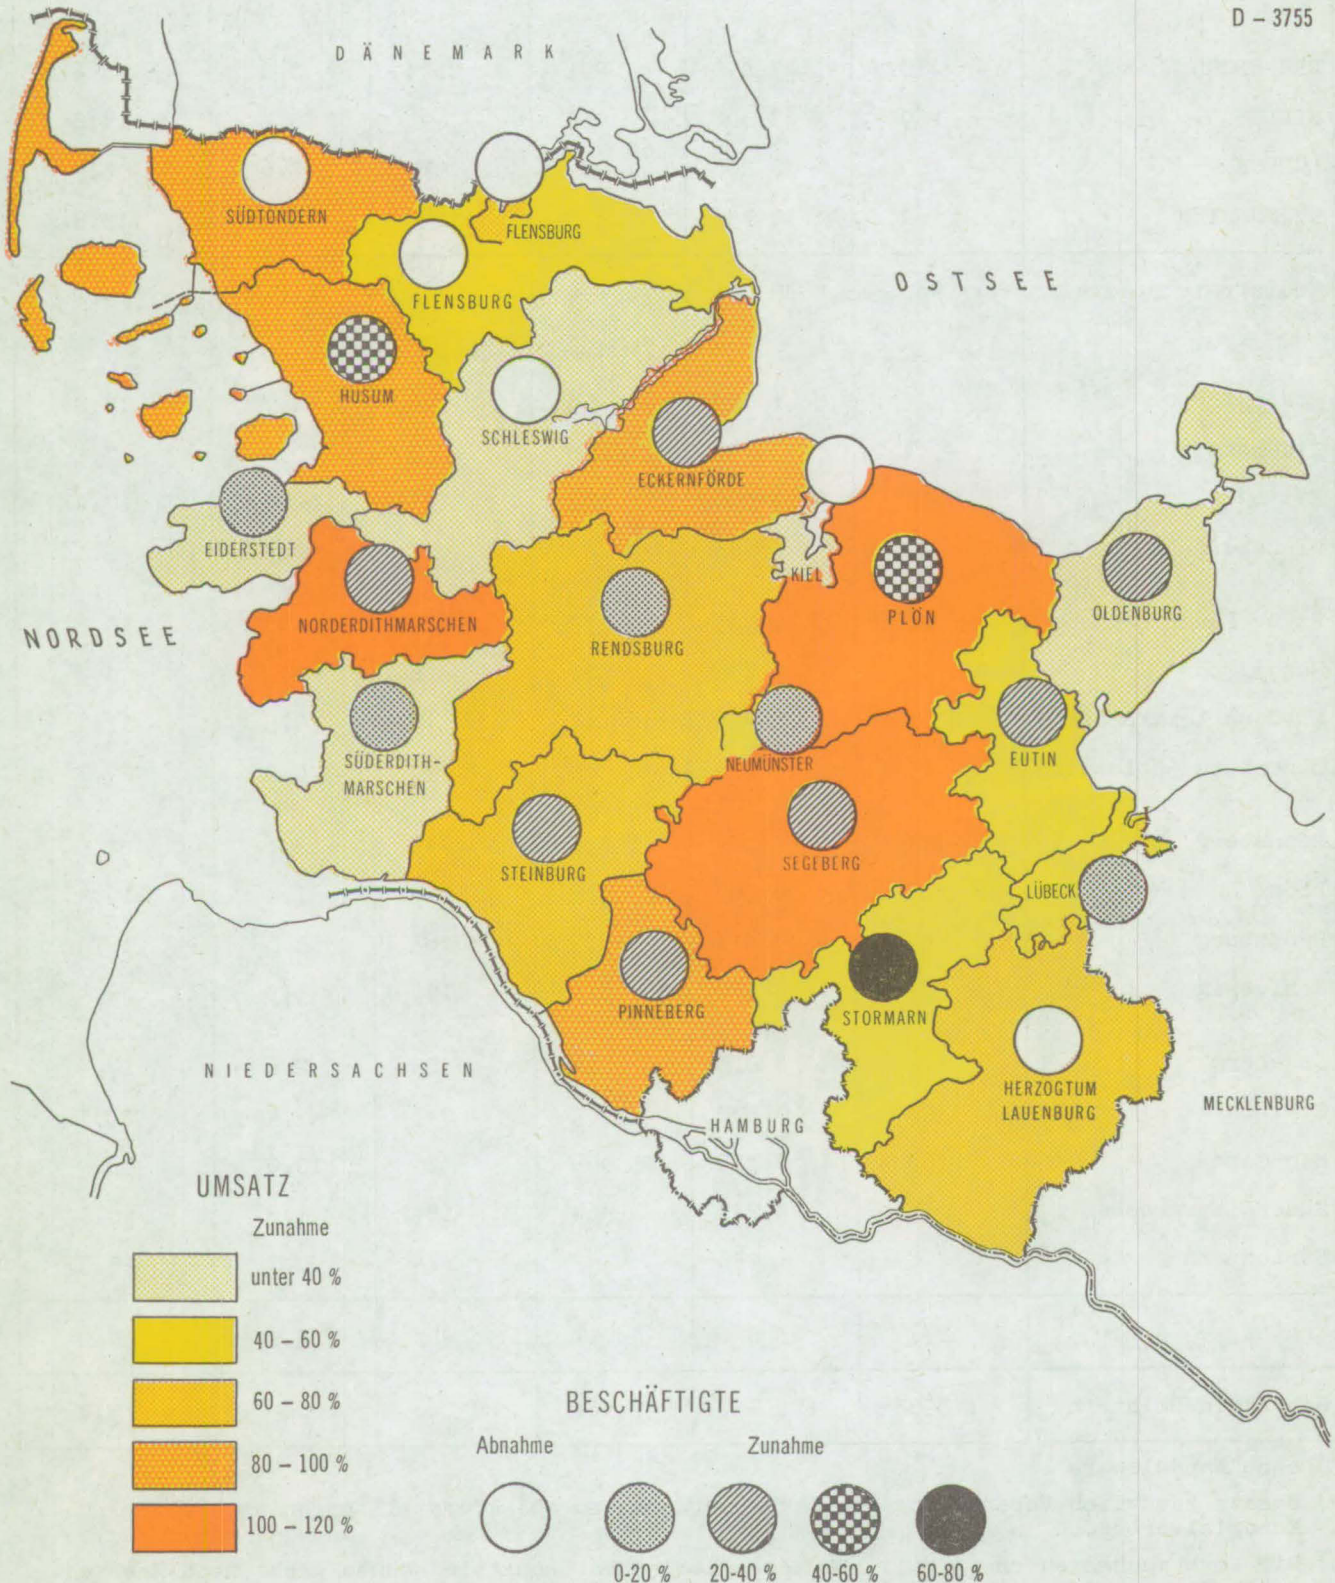 D – 3755
DÄNEMARK
SÜDTONDERN
FLENSBURG
FLENSBURG
OSTSEE
HUSUM
SCHLESWIG
ECKERNFÖRDE
EIDERSTEDT
KIEL
PLÖN
OLDENBURG
NORDSEE
NORDERDITHMARSCHEN
RENDSBURG
SÜDERDITH-
MARSCHEN
NEUMÜNSTER
EUTIN
STEINBURG
SEGEBERG
LÜBECK
PINNEBERG
STORMARN
NIEDERSACHSEN
HERZOGTUM
LAUENBURG
MECKLENBURG
HAMBURG
UMSATZ
Zunahme
unter 40 %
40 – 60 %
60 – 80 %
80 – 100 %
100 – 120 %
BESCHÄFTIGTE
Abnahme
Zunahme
0-20 %
20-40 %
40-60 %
60-80 %